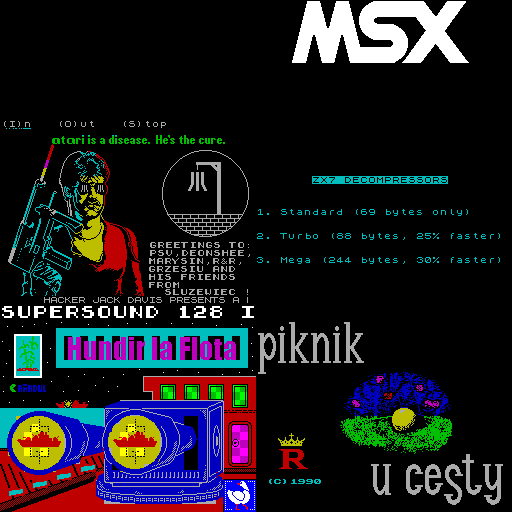 MSX
(I)n (O)ut (S)top
atari is a disease. He's the cure.
GREETINGS TO:
PSU,DEONSHEE,
MARYSIN,R&R,
GRZESIU AND
HIS FRIENDS
FROM
SLUZEWIEC !
HACKER JACK DAVIS PRESENTS A
SUPERSOUND 128 I
ZX7 DECOMPRESSORS
1. Standard (69 bytes only)
2. Turbo (88 bytes, 25% faster)
3. Mega (244 bytes, 30% faster)
Hundir la Flota
piknik
u cesty
R
(C) 1990